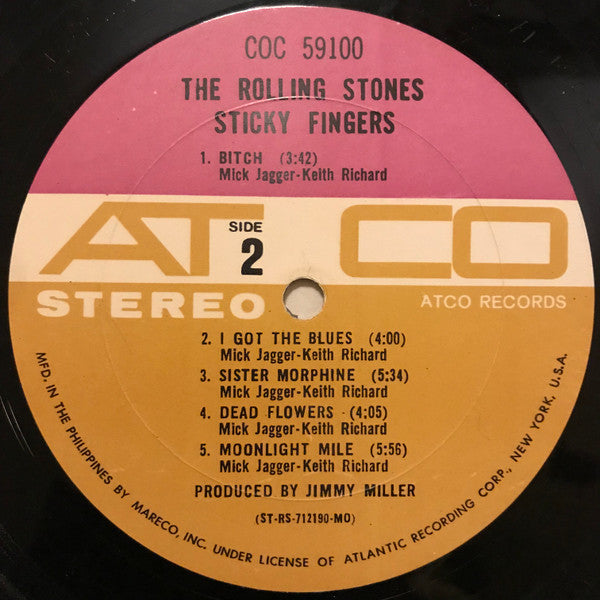 COC 59100
THE ROLLING STONES
STICKY FINGERS
1. BITCH (3:42)
Mick Jagger-Keith Richard
ATCO
SIDE
2
STEREO
ATCO RECORDS
2. I GOT THE BLUES (4:00)
Mick Jagger-Keith Richard
3. SISTER MORPHINE (5:34)
Mick Jagger-Keith Richard
4. DEAD FLOWERS (4:05)
Mick Jagger-Keith Richard
5. MOONLIGHT MILE (5:56)
Mick Jagger-Keith Richard
PRODUCED BY JIMMY MILLER
(ST-RS-712190-MO)
MFD. IN THE PHILIPPINES BY MARECO, INC. UNDER LICENSE OF ATLANTIC RECORDING CORP., NEW YORK, U.S.A.